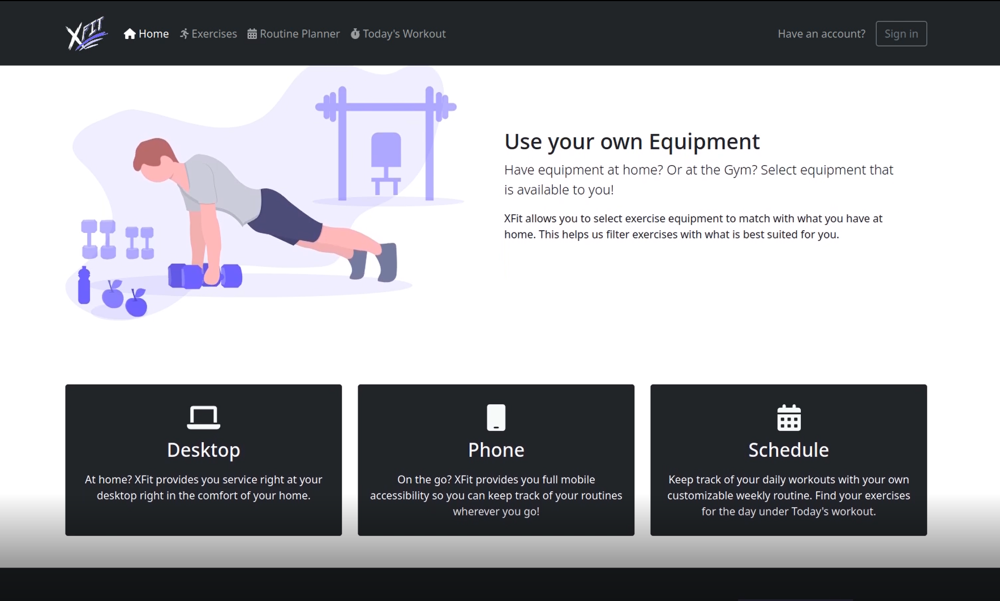 XFIT
Home Exercises Routine Planner Today's Workout Have an account? Sign in
Use your own Equipment
Have equipment at home? Or at the Gym? Select equipment that
is available to you!
XFit allows you to select exercise equipment to match with what you have at
home. This helps us filter exercises with what is best suited for you.
Desktop
At home? XFit provides you service right at your
desktop right in the comfort of your home.
Phone
On the go? XFit provides you full mobile
accessibility so you can keep track of your routines
wherever you go!
Schedule
Keep track of your daily workouts with your own
customizable weekly routine. Find your exercises
for the day under Today's workout.